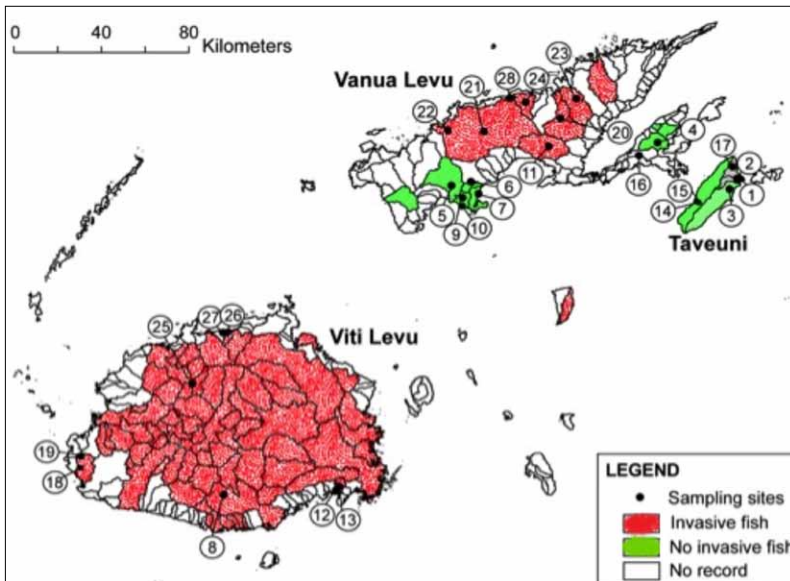 0 40 80
Kilometers
23
Vanua Levu 28 24
21
22
4
20
17
11 2
16
6 15 1
5 7 14 3
9 10
Taveuni
27 26
25
Viti Levu
19
18
12 13
8
LEGEND
Sampling sites
Invasive fish
No invasive fish
No record